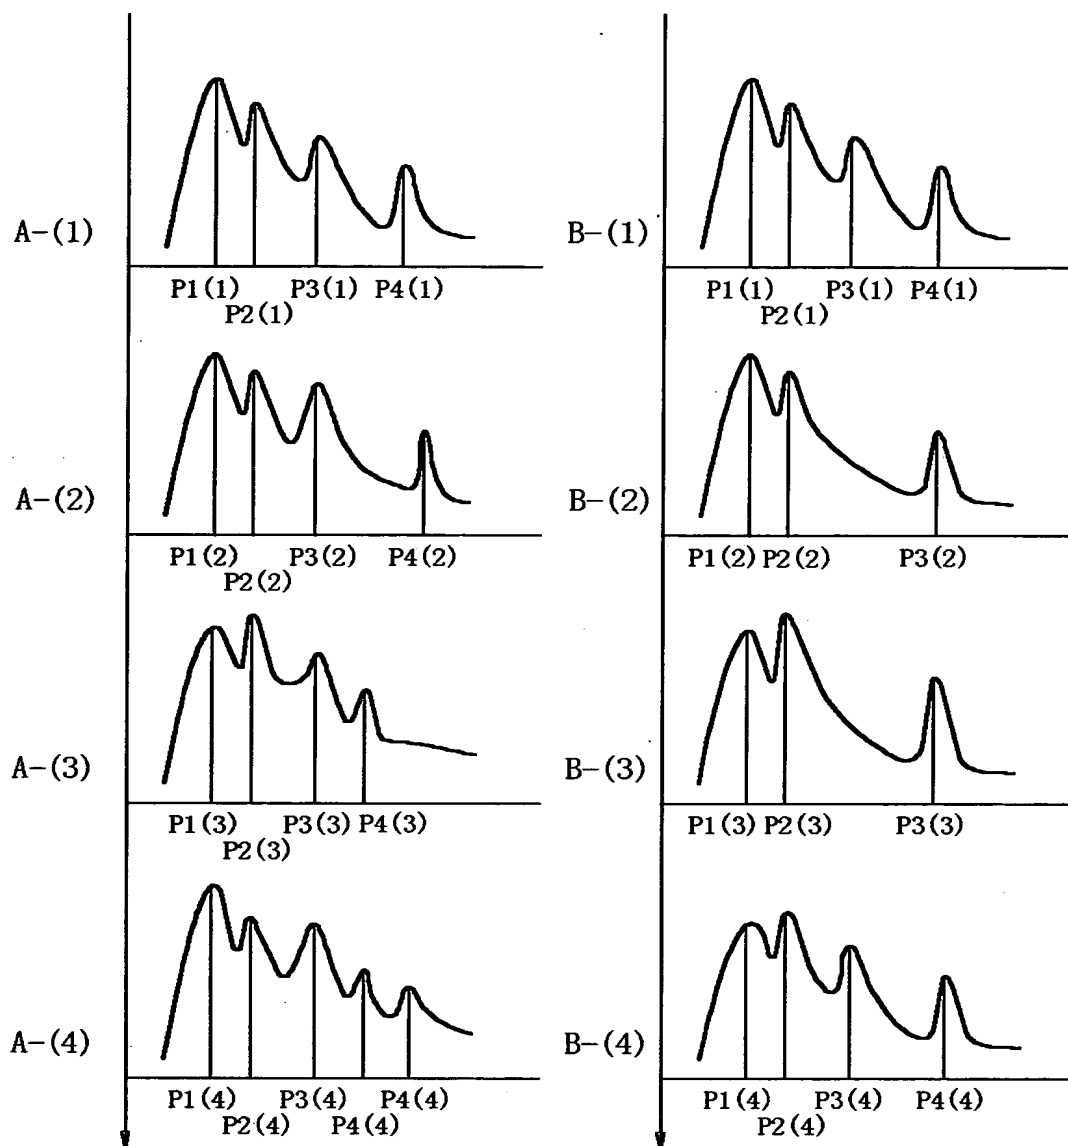 A-(1)
P1(1) P3(1) P4(1)
P2(1)
B-(1)
P1(1) P3(1) P4(1)
P2(1)
A-(2)
P1(2) P3(2) P4(2)
P2(2)
B-(2)
P1(2) P2(2) P3(2)
A-(3)
P1(3) P3(3) P4(3)
P2(3)
B-(3)
P1(3) P2(3) P3(3)
A-(4)
P1(4) P3(4) P4(4)
P2(4) P4(4)
B-(4)
P1(4) P3(4) P4(4)
P2(4)